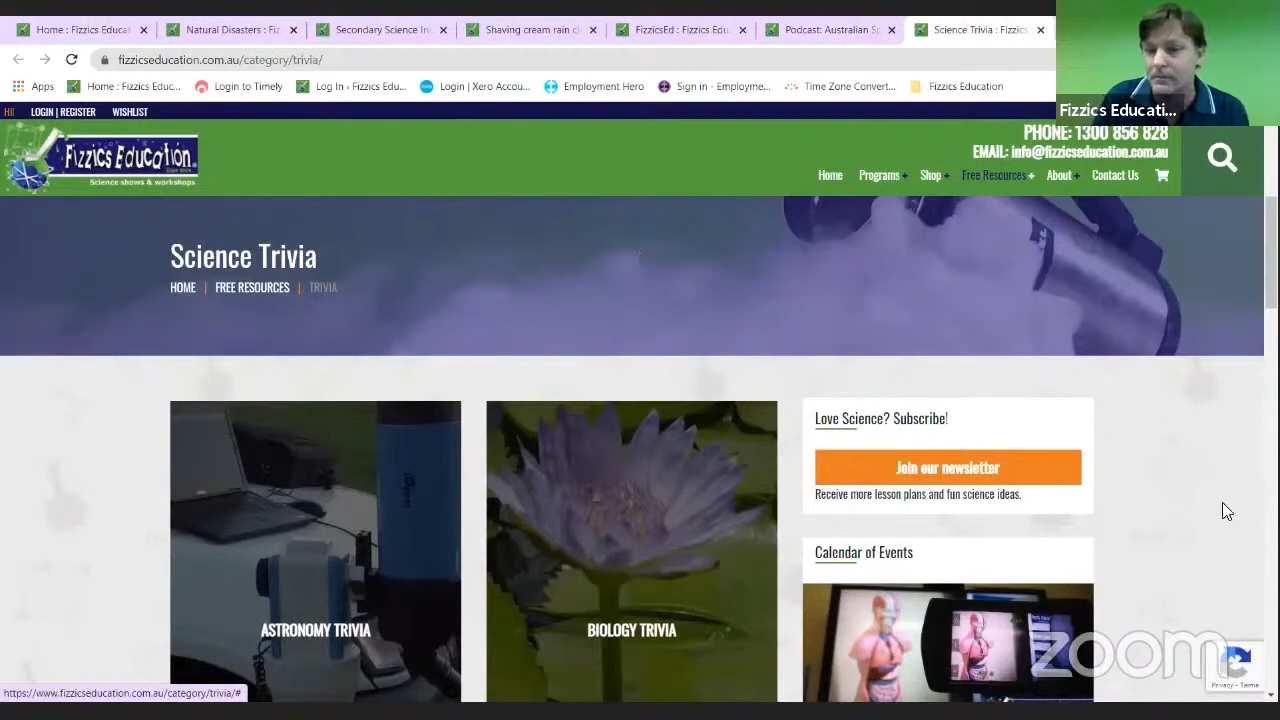 Home : Fizzics Educat
Natural Disasters : Fiz
Secondary Science In
Shaving cream rain cl
FizzicsEd : Fizzics Edu
Podcast: Australian Sp
Science Trivia : Fizzics.
fizzicseducation.com.au/category/trivia/
Apps
Home : Fizzics Educ...
Login to Timely
Log In ‹ Fizzics Edu...
Login | Xero Accou...
Employment Hero
Sign in - Employme...
Time Zone Convert...
Fizzics Education
Fizzics Educati...
HI!
LOGIN | REGISTER
WISHLIST
Fizzics Education
Science shows & workshops
PHONE: 1300 856 828
EMAIL: info@fizzicseducation.com.au
Home
Programs +
Shop +
Free Resources +
About +
Contact Us
Science Trivia
HOME | FREE RESOURCES | TRIVIA
ASTRONOMY TRIVIA
BIOLOGY TRIVIA
Love Science? Subscribe!
Join our newsletter
Receive more lesson plans and fun science ideas.
Calendar of Events
zoom
Privacy - Terms
https://www.fizzicseducation.com.au/category/trivia/#